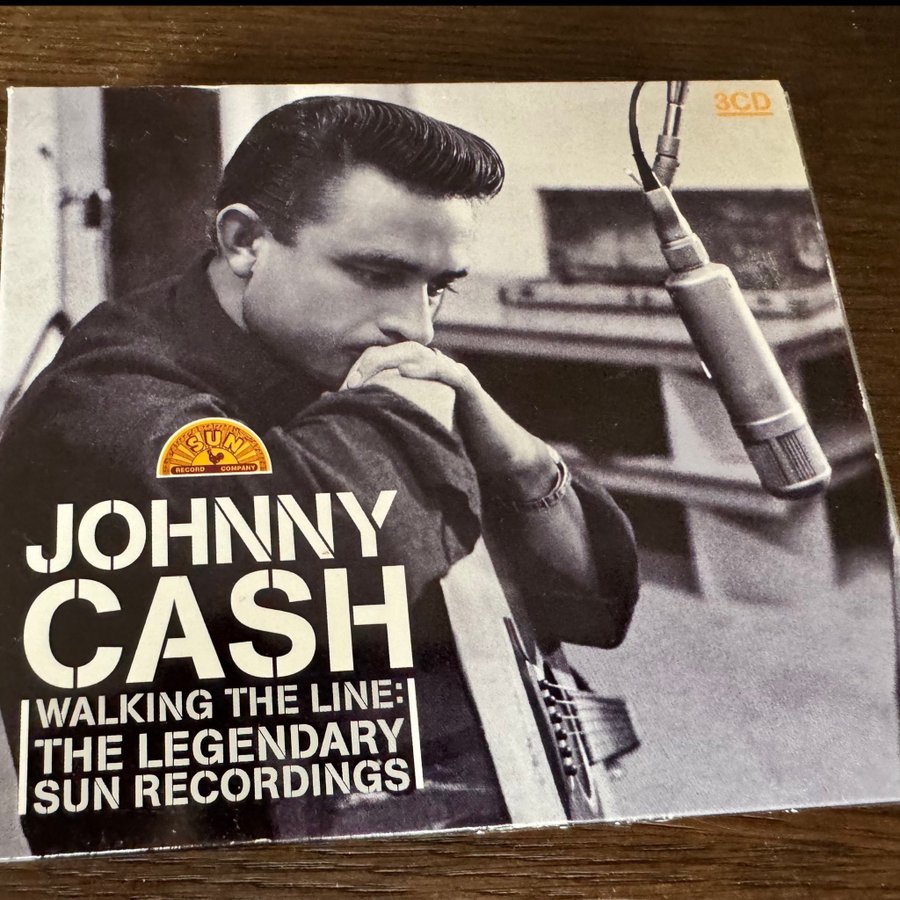 3CD
SUN
RECORD COMPANY
JOHNNY
CASH
WALKING THE LINE:
THE LEGENDARY
SUN RECORDINGS